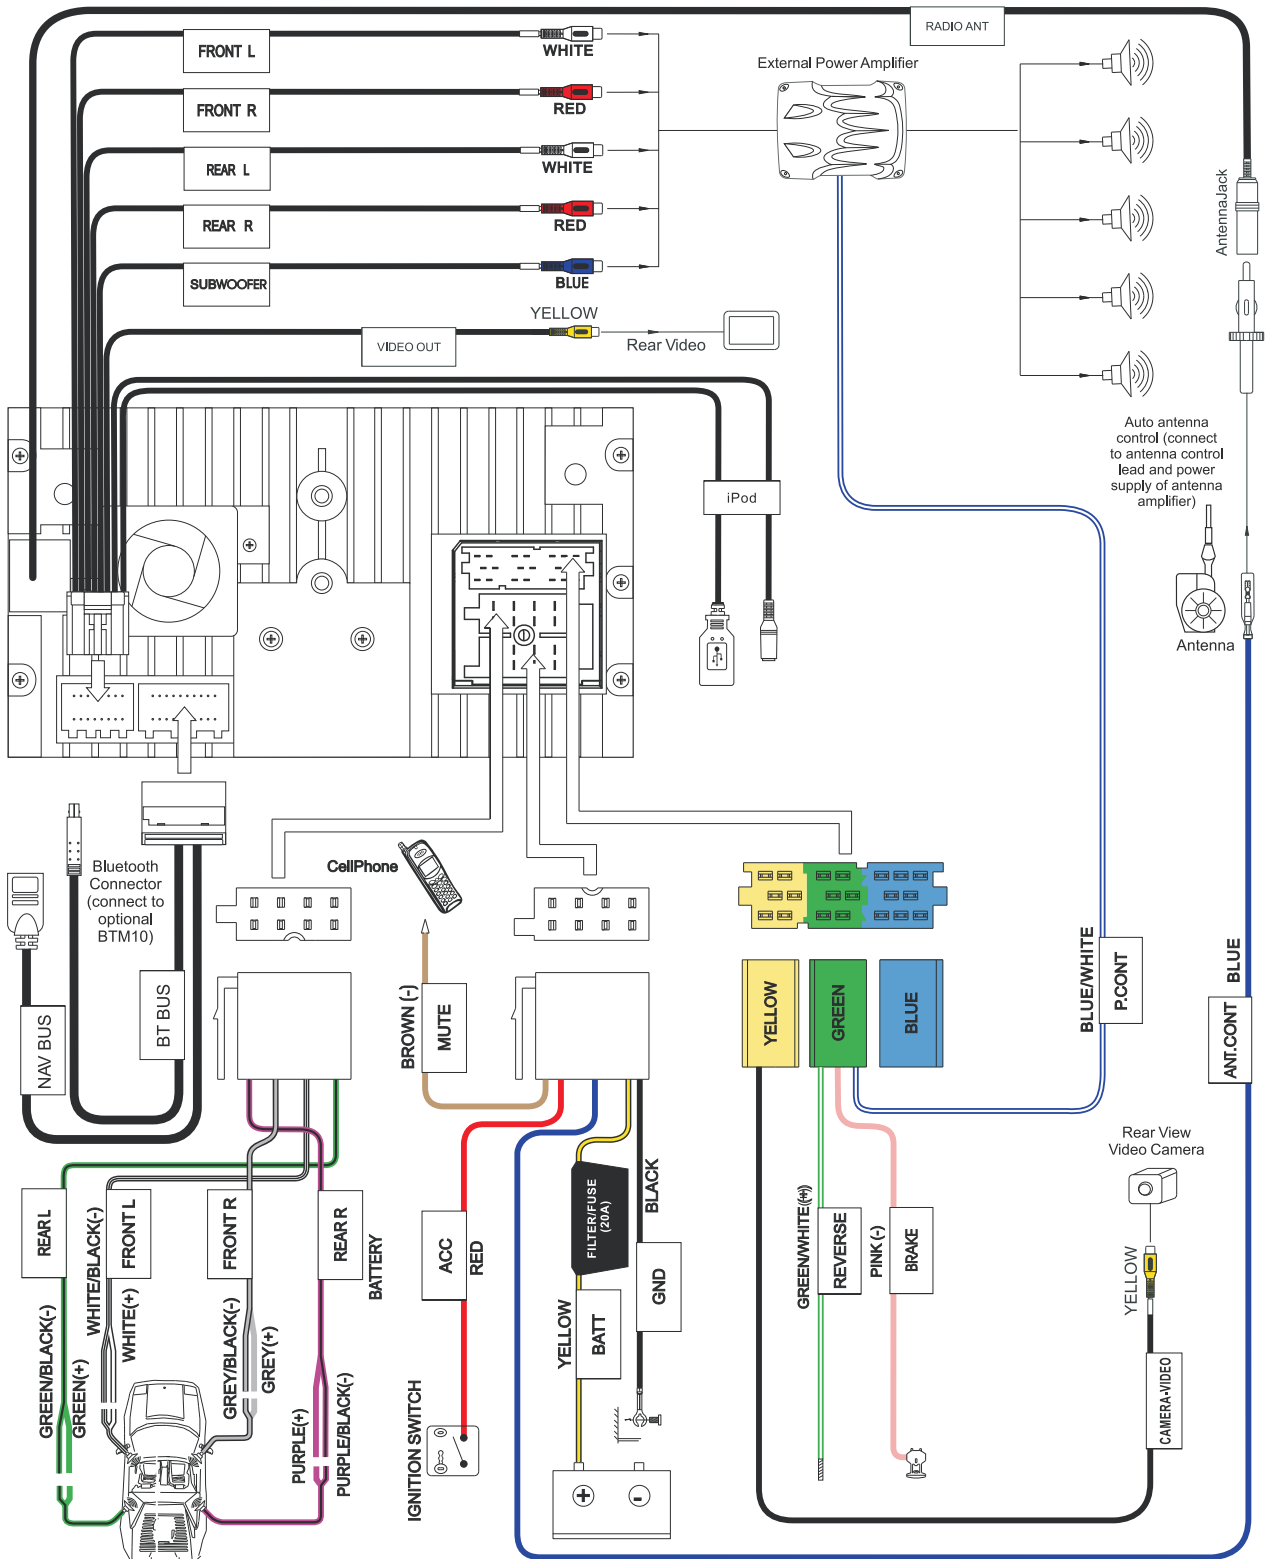 RADIO ANT
FRONT L
WHITE
External Power Amplifier
FRONT R
RED
REAR L
WHITE
REAR R
RED
SUBWOOFER
BLUE
AntennaJack
YELLOW
VIDEO OUT
Rear Video
Auto antenna
control (connect
to antenna control
lead and power
supply of antenna
amplifier)
iPod
Antenna
Bluetooth
Connector
(connect to
optional
BTM10)
CellPhone
NAV BUS
BT BUS
BROWN (-)
MUTE
YELLOW
GREEN
BLUE
BLUE/WHITE
P.CONT
BLUE
ANT.CONT
Rear View
Video Camera
REAR L
WHITE/BLACK(-)
FRONT L
FRONT R
REAR R
BATTERY
ACC
RED
FILTER/FUSE
(20A)
BLACK
GND
GREEN/WHITE(+)
REVERSE
PINK (-)
BRAKE
YELLOW
CAMERA-VIDEO
GREEN/BLACK(-)
GREEN(+)
WHITE(+)
GREY/BLACK(-)
GREY(+)
PURPLE(+)
PURPLE/BLACK(-)
IGNITION SWITCH
YELLOW
BATT
+
-